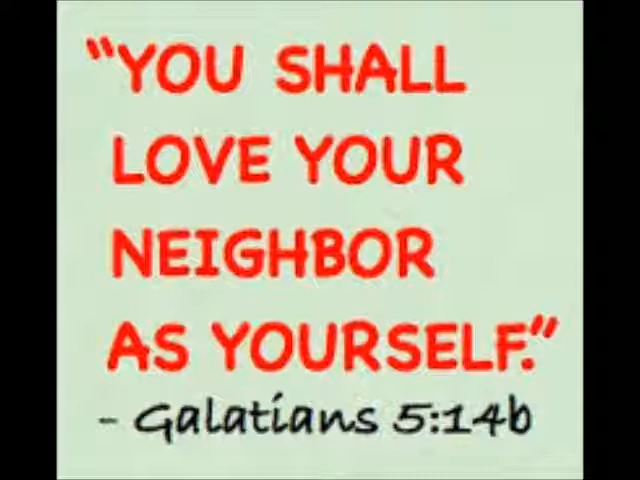 “YOU SHALL
LOVE YOUR
NEIGHBOR
AS YOURSELF.”
- Galatians 5:14b